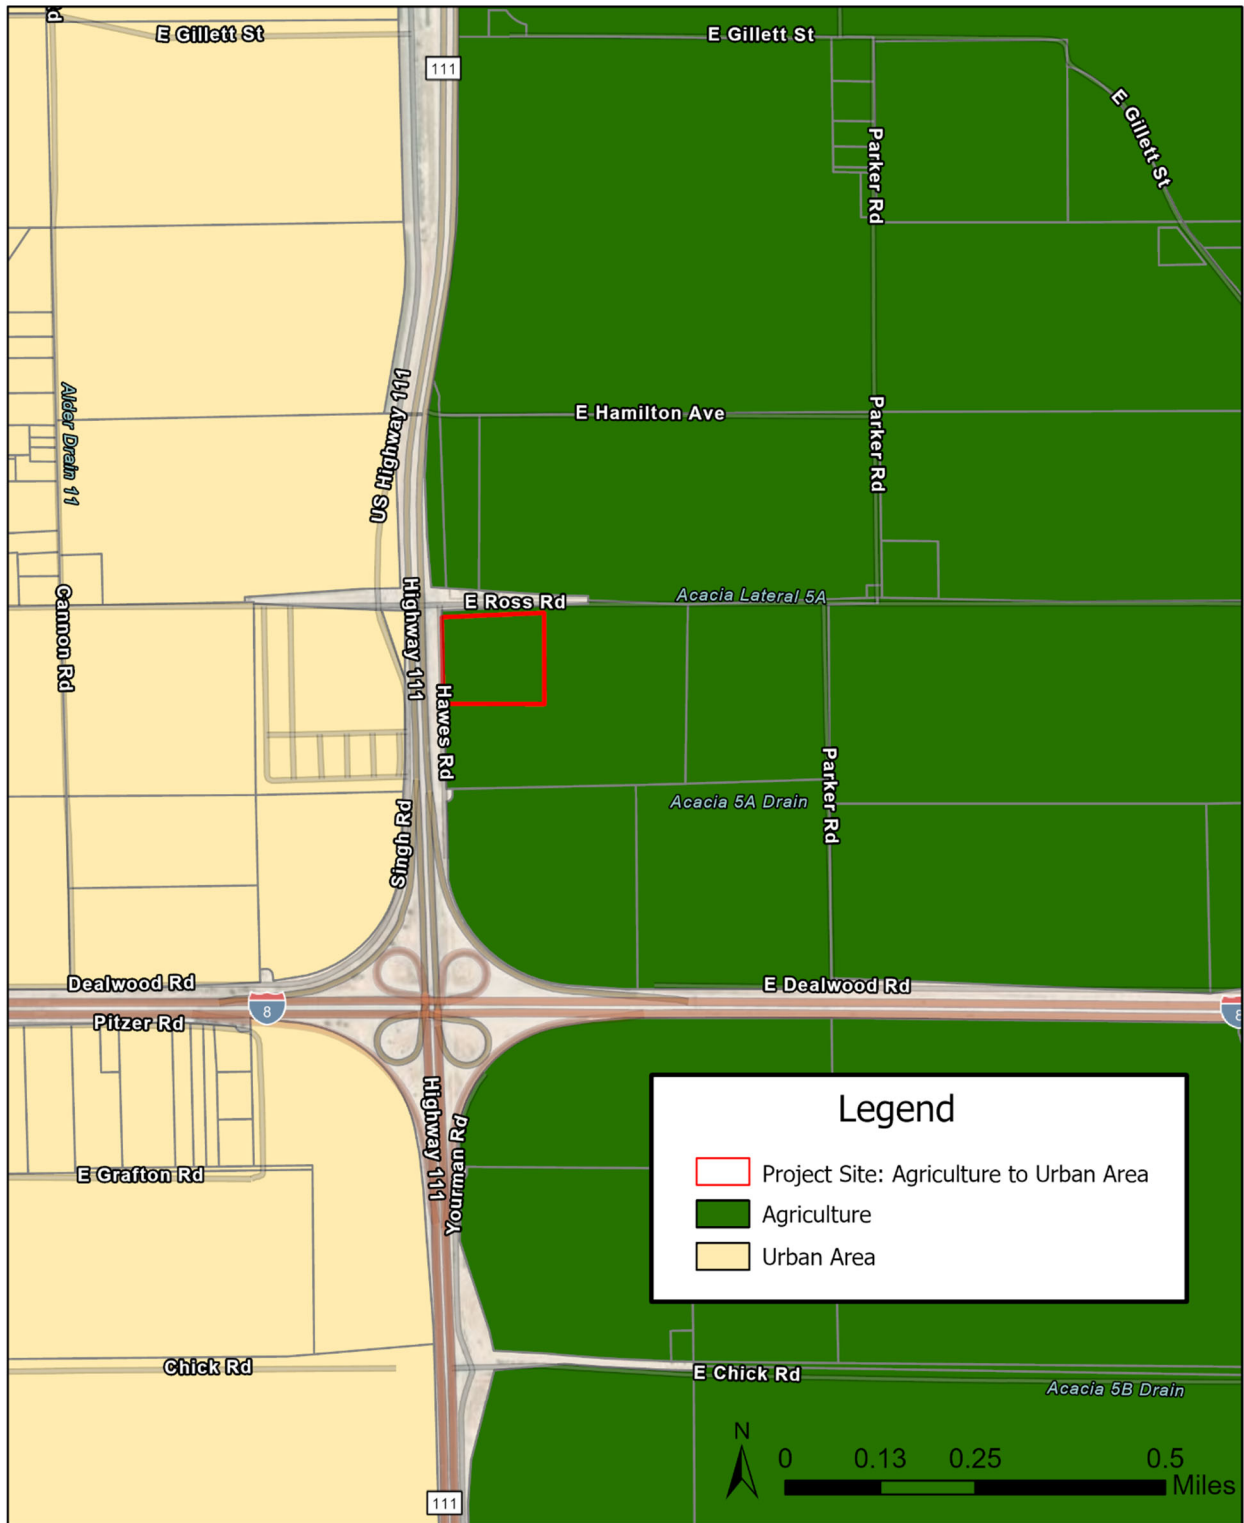 Rd
E Gillett St
E Gillett St
111
E Gillett St
Parker Rd
US Highway 111
Alder Drain 11
E Hamilton Ave
Parker Rd
Cannon Rd
Highway 111
E Ross Rd
Acacia Lateral 5A
Hawes Rd
Singh Rd
Acacia 5A Drain
Parker Rd
Dealwood Rd
8
E Dealwood Rd
8
Pitzer Rd
Highway 111
Yourman Rd
E Grafton Rd
Legend
Project Site: Agriculture to Urban Area
Agriculture
Urban Area
Chick Rd
E Chick Rd
Acacia 5B Drain
N
0 0.13 0.25 0.5
Miles
111